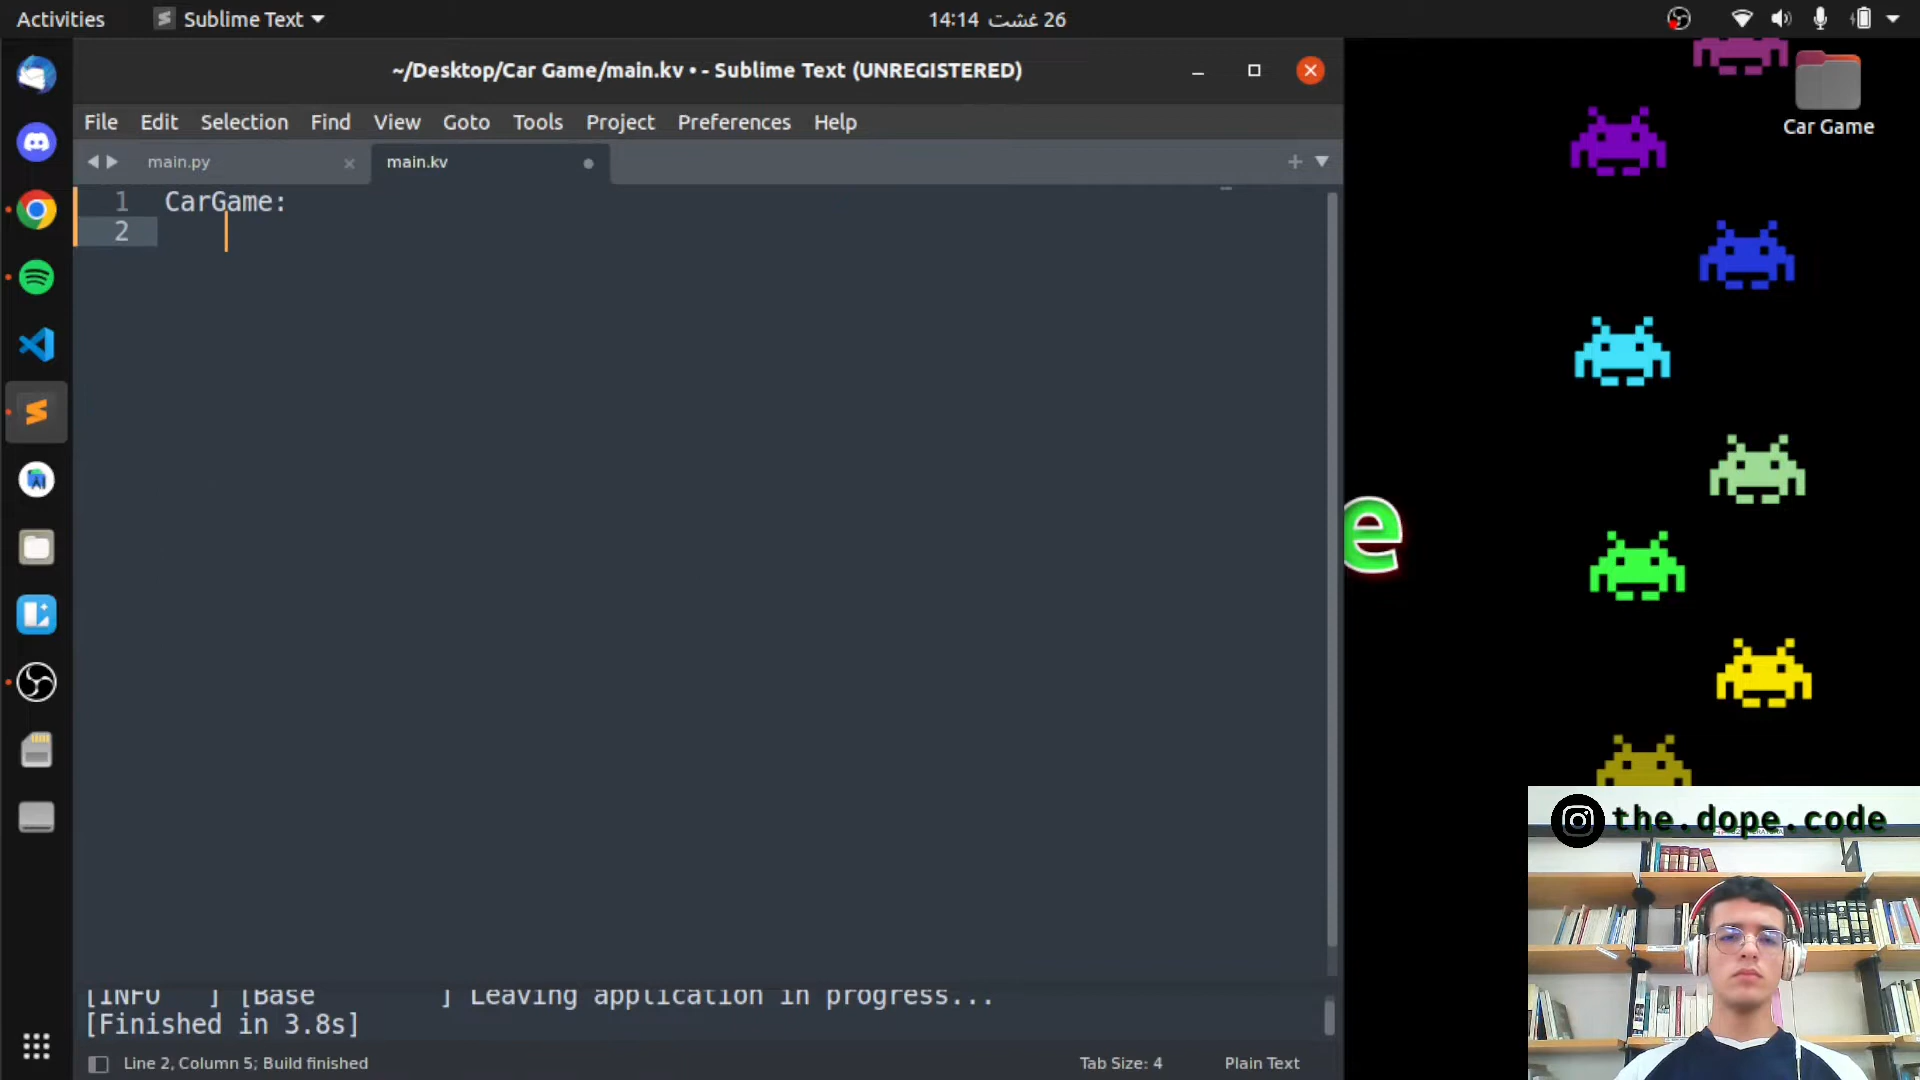 Activities
Sublime Text
26 غشت 14:14
~/Desktop/Car Game/main.kv • - Sublime Text (UNREGISTERED)
File Edit Selection Find View Goto Tools Project Preferences Help
main.py
main.kv
1 CarGame:
2
[INFO   ] [Base        ] Leaving application in progress...
[Finished in 3.8s]
Line 2, Column 5; Build finished
Tab Size: 4
Plain Text
Car Game
e
the.dope.code